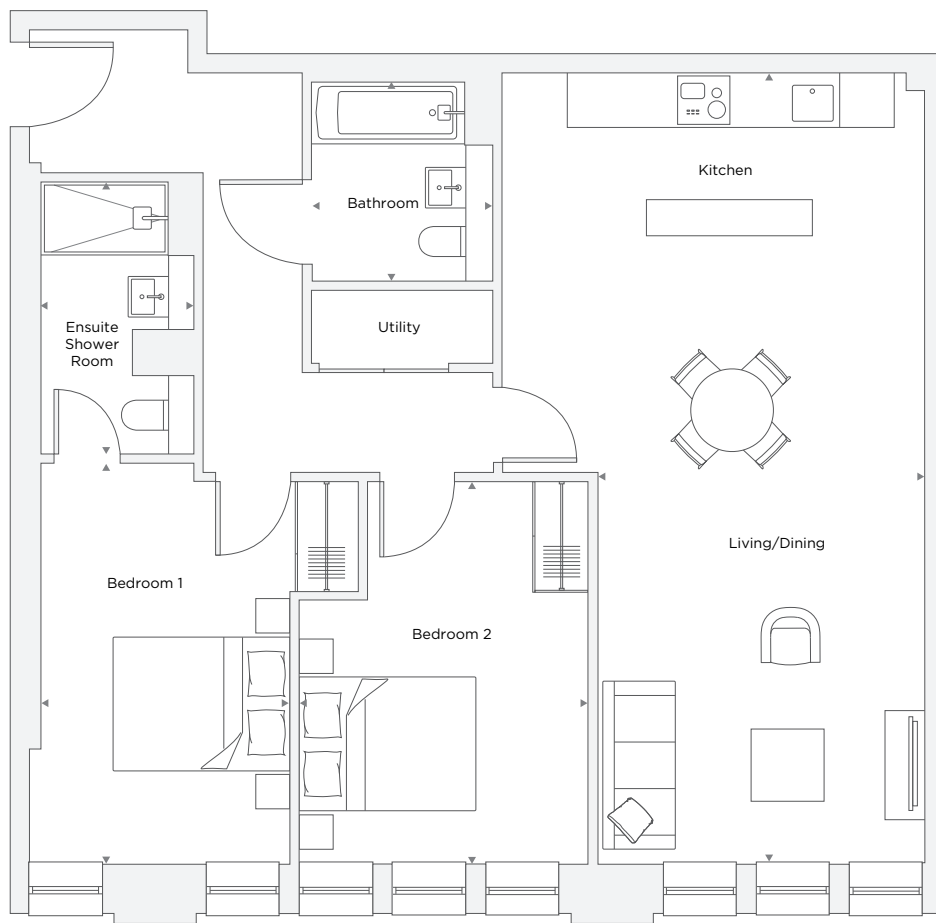 Kitchen
Bathroom
Utility
Ensuite
Shower
Room
Living/Dining
Bedroom 1
Bedroom 2